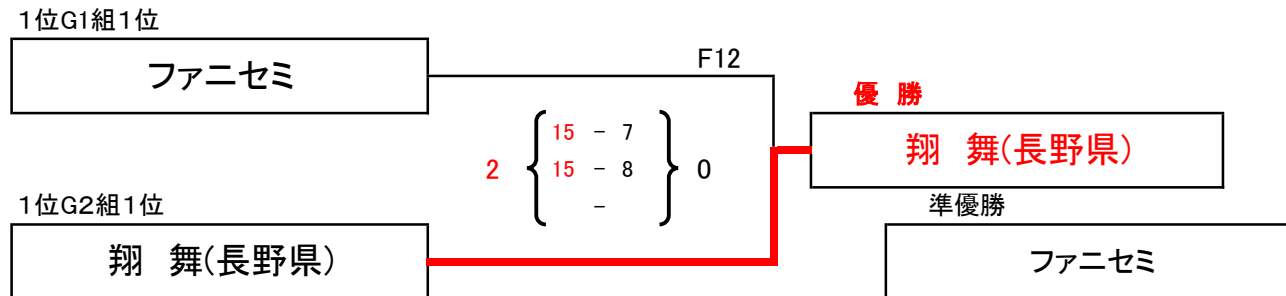 1位G1組1位
ファニセミ
F12
優 勝
翔 舞(長野県)
15 - 7
2 { 15 - 8 } 0
-
1位G2組1位
翔 舞(長野県)
準優勝
ファニセミ